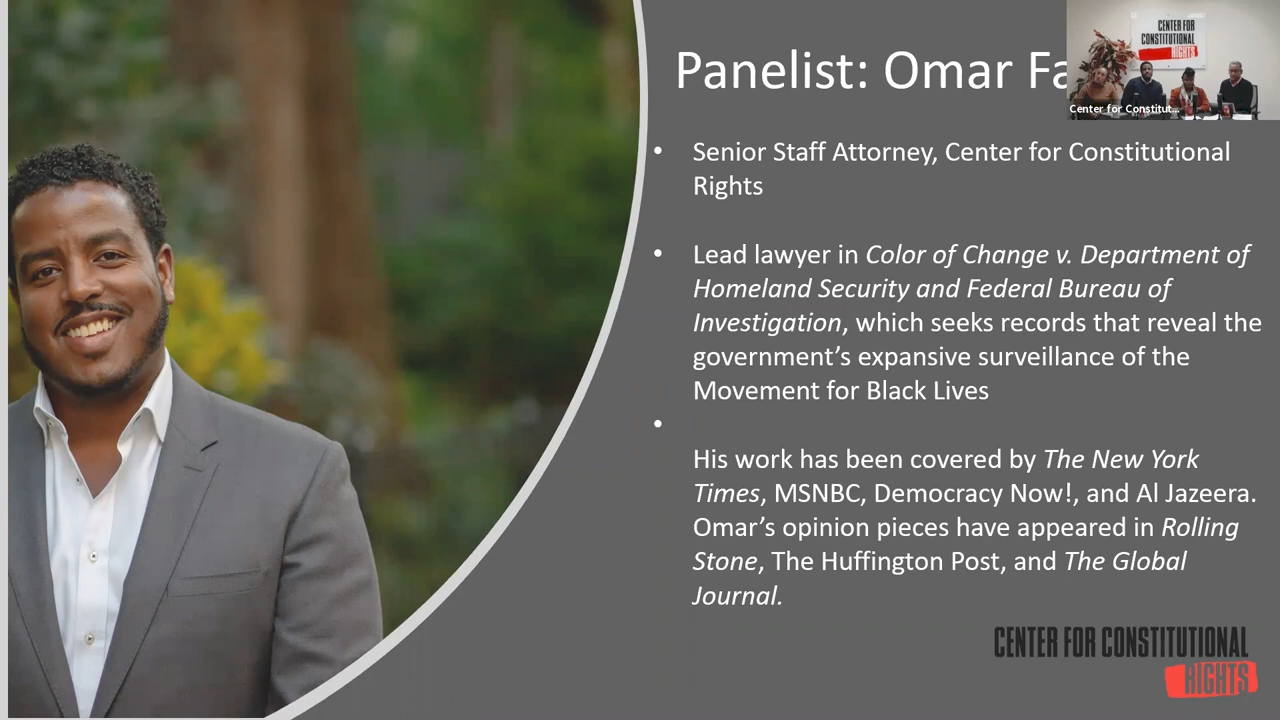 Panelist: Omar Fa
CENTER FOR
CONSTITUTIONAL
RIGHTS
Center for Constitut...
• Senior Staff Attorney, Center for Constitutional
Rights
• Lead lawyer in Color of Change v. Department of
Homeland Security and Federal Bureau of
Investigation, which seeks records that reveal the
government’s expansive surveillance of the
Movement for Black Lives
•
His work has been covered by The New York
Times, MSNBC, Democracy Now!, and Al Jazeera.
Omar’s opinion pieces have appeared in Rolling
Stone, The Huffington Post, and The Global
Journal.
CENTER FOR CONSTITUTIONAL
RIGHTS